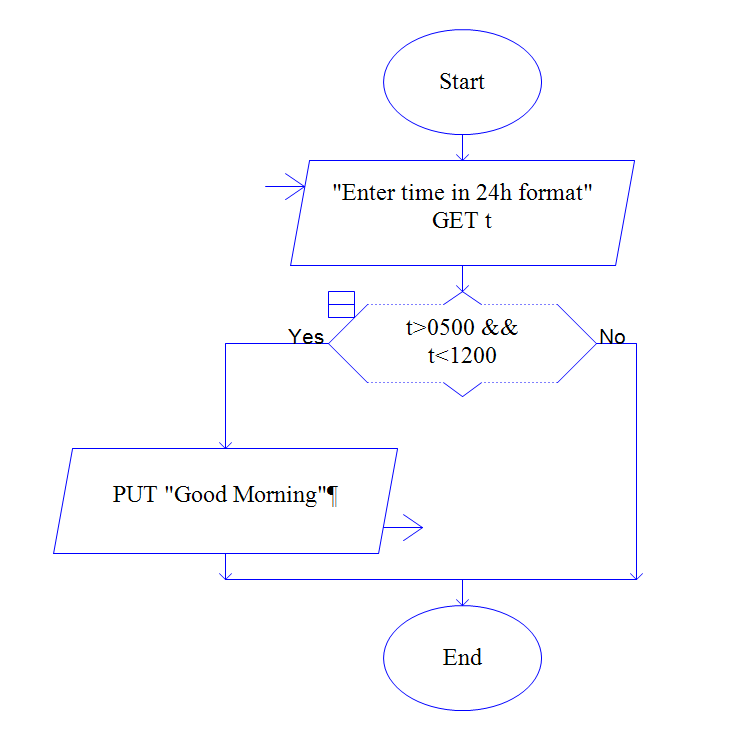 Start
"Enter time in 24h format"
GET t
t>0500 &&
t<1200
Yes
No
PUT "Good Morning"¶
End